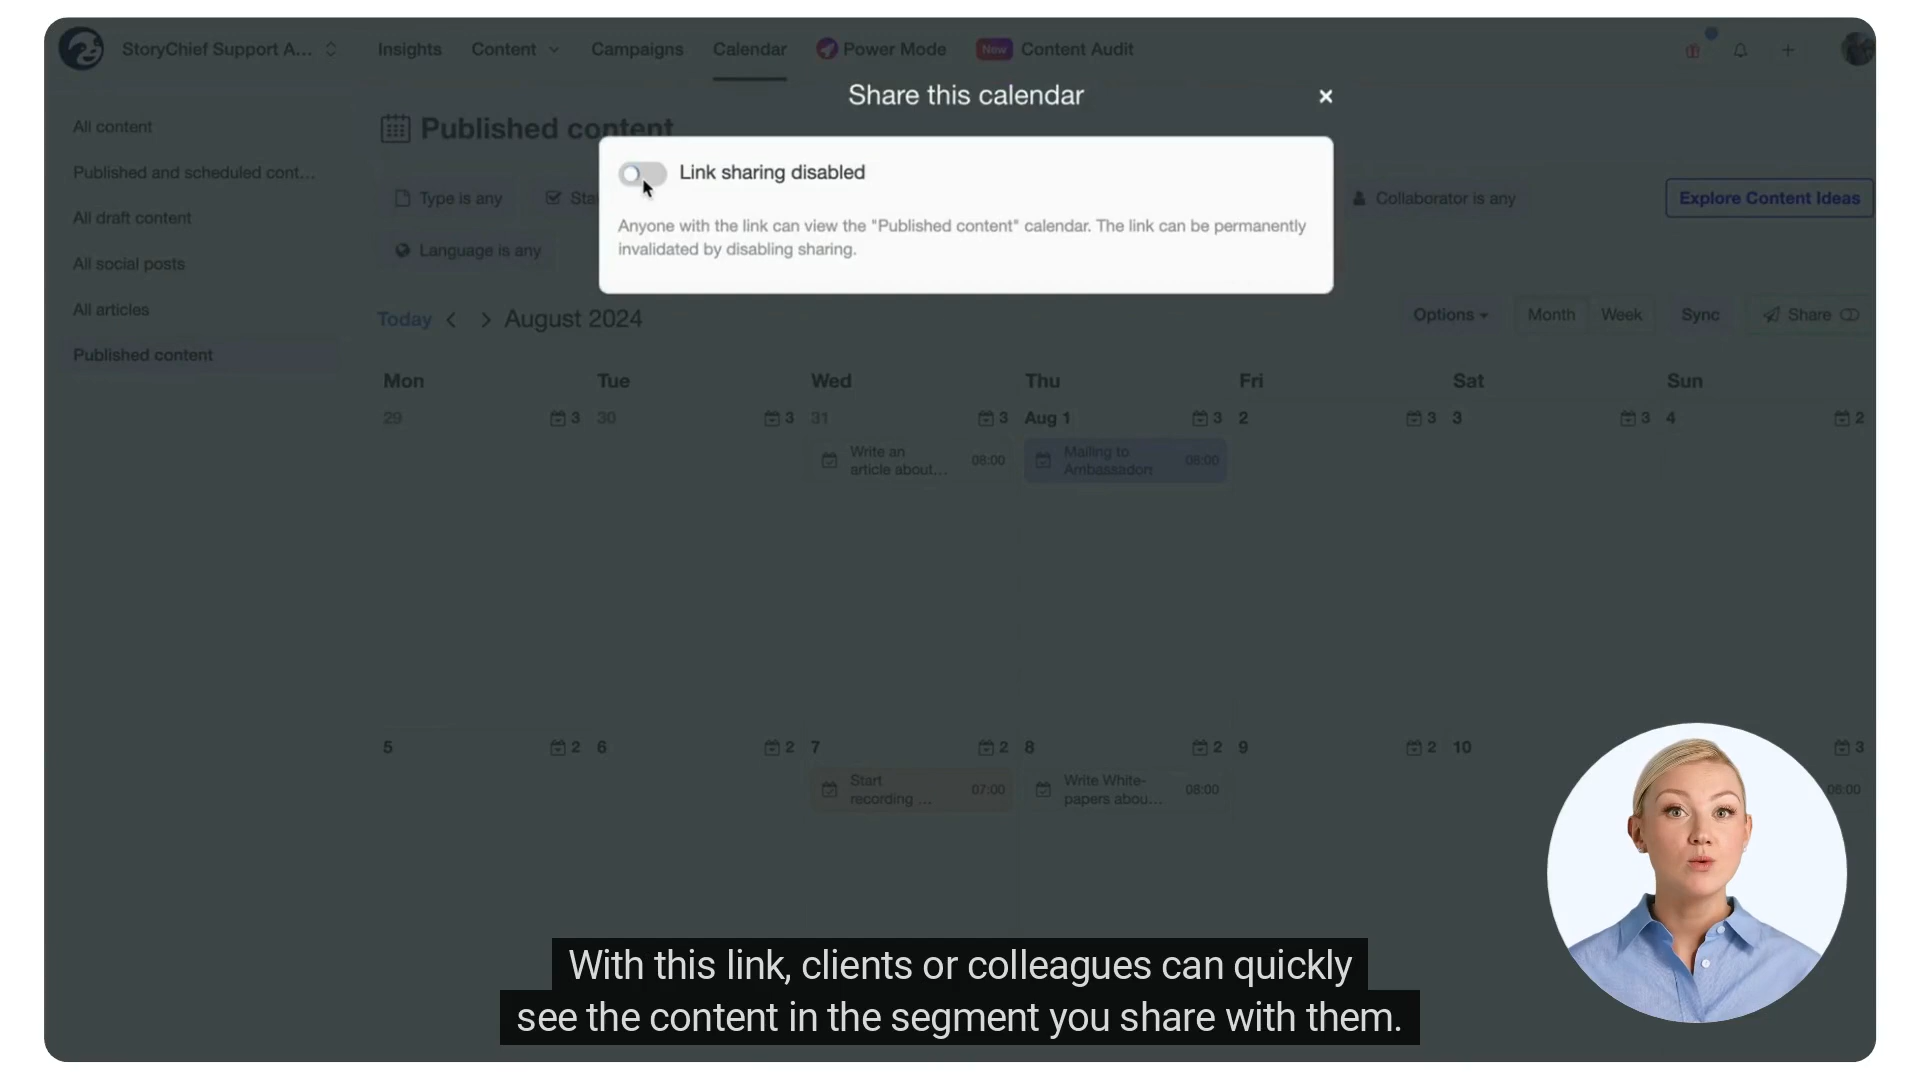 StoryChief Support A...
Insights
Content
Campaigns
Calendar
Power Mode
New Content Audit
Share this calendar
All content
Published and scheduled cont...
All draft content
All social posts
All articles
Published content
Published content
Link sharing disabled
Anyone with the link can view the "Published content" calendar. The link can be permanently
invalidated by disabling sharing.
Type is any
Sta
Collaborator is any
Explore Content Ideas
Language is any
Today
August 2024
Options
Month
Week
Sync
Share
Mon
Tue
Wed
Thu
Fri
Sat
Sun
29 3
30 3
31 3
Aug 1 3
2 3
3 3
4 2
Write an
article about...
08:00
Mailing to
Ambassadors
08:00
5 2
6 2
7 2
8 2
9 2
10
3
Start
recording ...
07:00
Write White-
papers abou...
08:00
08:00
With this link, clients or colleagues can quickly
see the content in the segment you share with them.